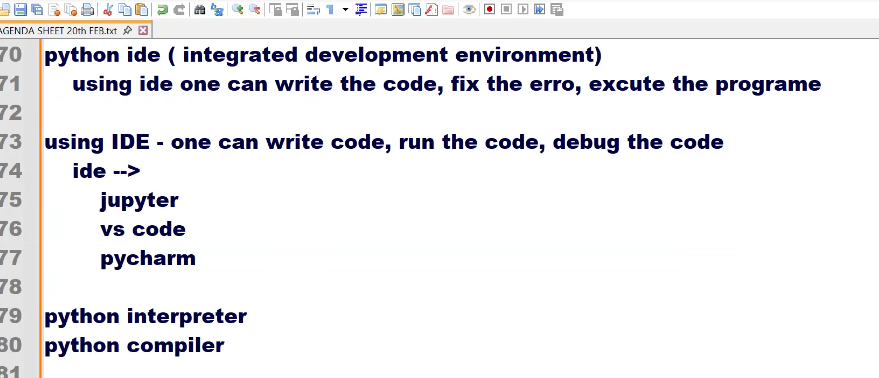 AGENDA SHEET 20th FEB.txt
70 python ide ( integrated development environment)
71 using ide one can write the code, fix the erro, excute the programe
72
73 using IDE - one can write code, run the code, debug the code
74 ide -->
75 jupyter
76 vs code
77 pycharm
78
79 python interpreter
80 python compiler
81